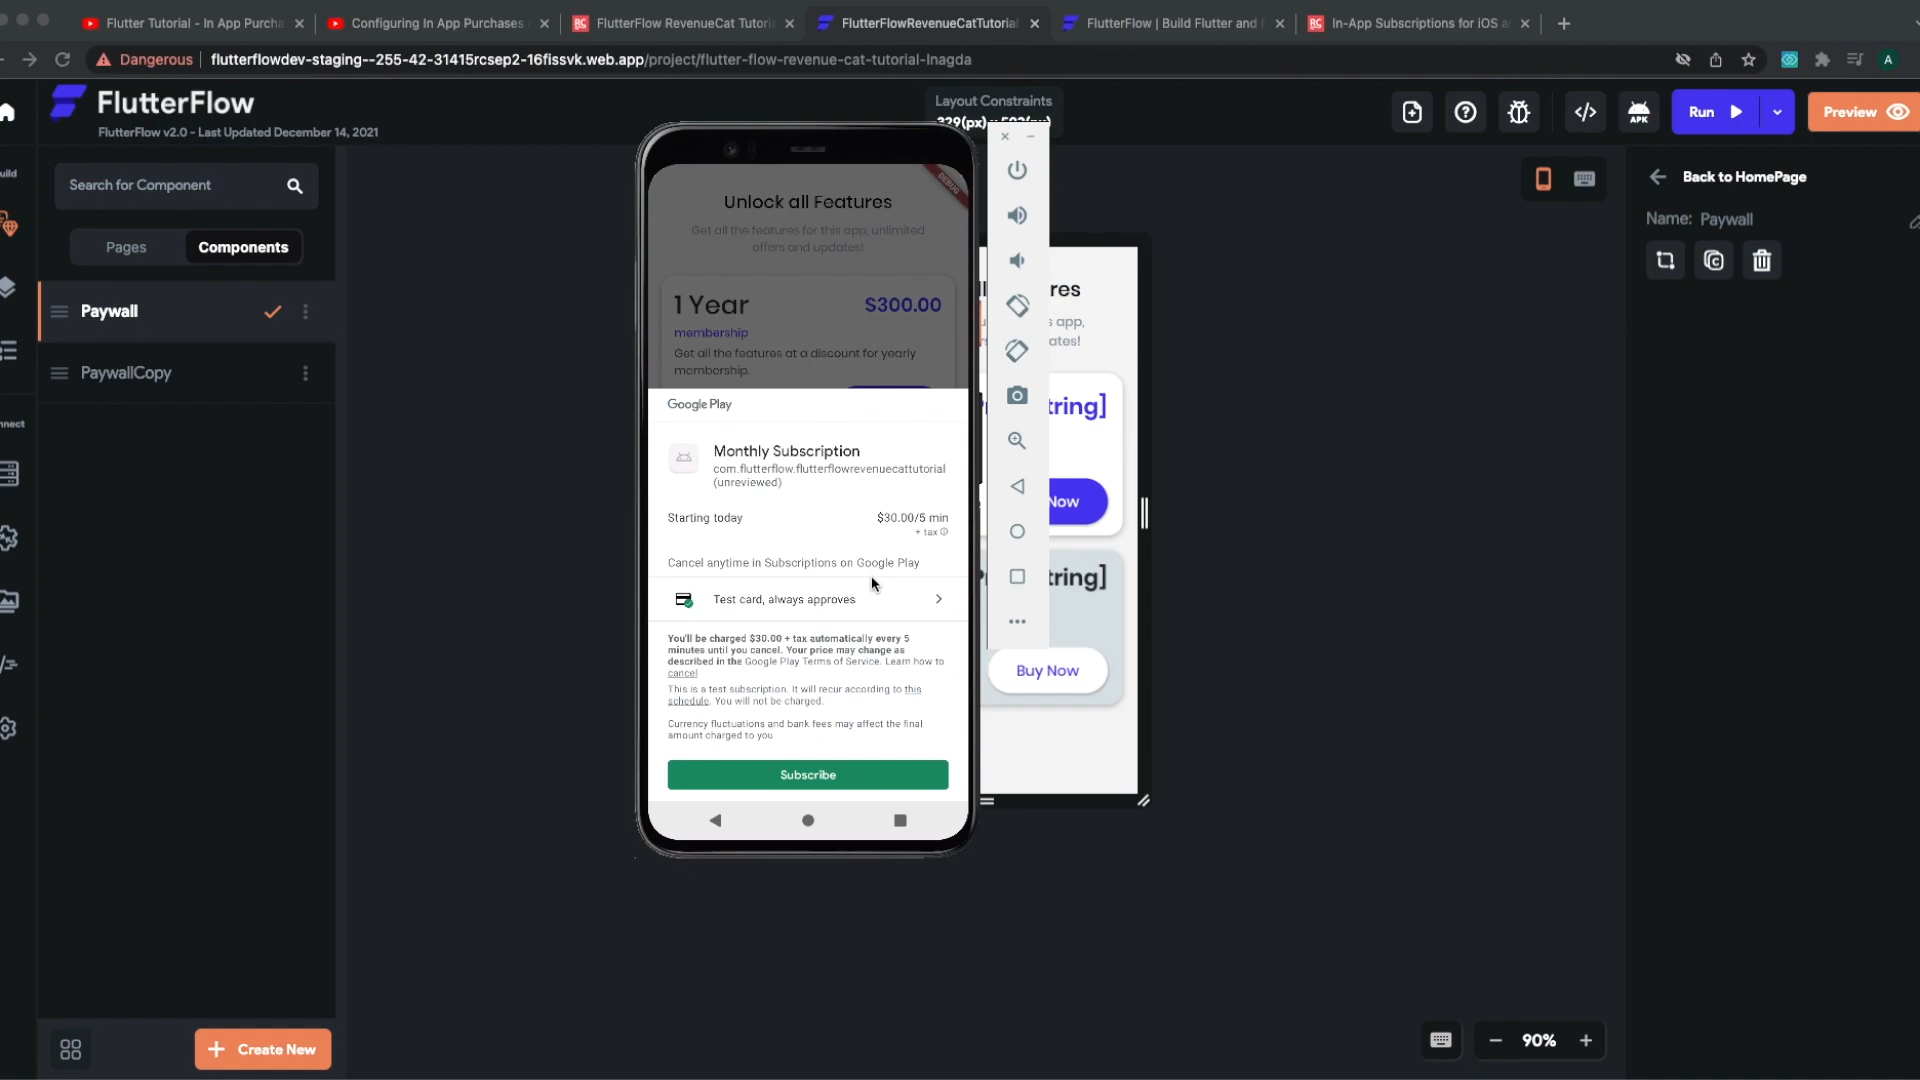 Flutter Tutorial - In App Purcha
Configuring In App Purchases
FlutterFlow RevenueCat Tutori
FlutterFlowRevenueCatTutorial
FlutterFlow | Build Flutter and F
In-App Subscriptions for iOS a
Dangerous
flutterflowdev-staging--255-42-31415rcsep2-16fissvk.web.app/project/flutter-flow-revenue-cat-tutorial-lnagda
A
FlutterFlow
FlutterFlow v2.0 - Last Updated December 14, 2021
Layout Constraints
APK
Run
Preview
uild
Search for Component
Pages
Components
Paywall
PaywallCopy
nnect
Create New
Back to HomePage
Name: Paywall
DEBUG
Unlock all Features
Get all the features for this app, unlimited
offers and updates!
1 Year
$300.00
membership
Get all the features at a discount for yearly
membership.
Google Play
Monthly Subscription
com.flutterflow.flutterflowrevenuecattutorial
(unreviewed)
Starting today
$30.00/5 min
+ tax
Cancel anytime in Subscriptions on Google Play
Test card, always approves
You'll be charged $30.00 + tax automatically every 5
minutes until you cancel. Your price may change as
described in the Google Play Terms of Service. Learn how to
cancel
This is a test subscription. It will recur according to this
schedule. You will not be charged.
Currency fluctuations and bank fees may affect the final
amount charged to you
Subscribe
res
s app,
ates!
tring]
Now
tring]
Buy Now
90%